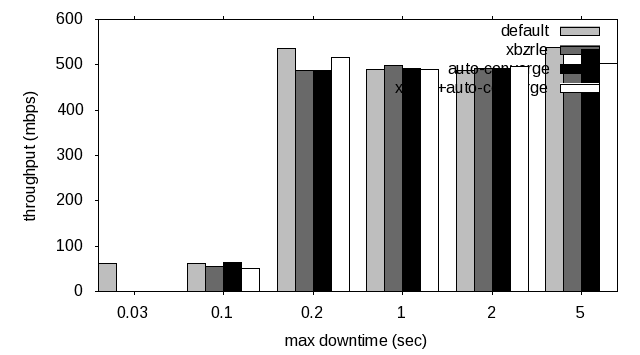 600
500
400
300
200
100
0
throughput (mbps)
default
xbzrle
auto-converge
+auto-converge
0.03
0.1
0.2
1
2
5
max downtime (sec)